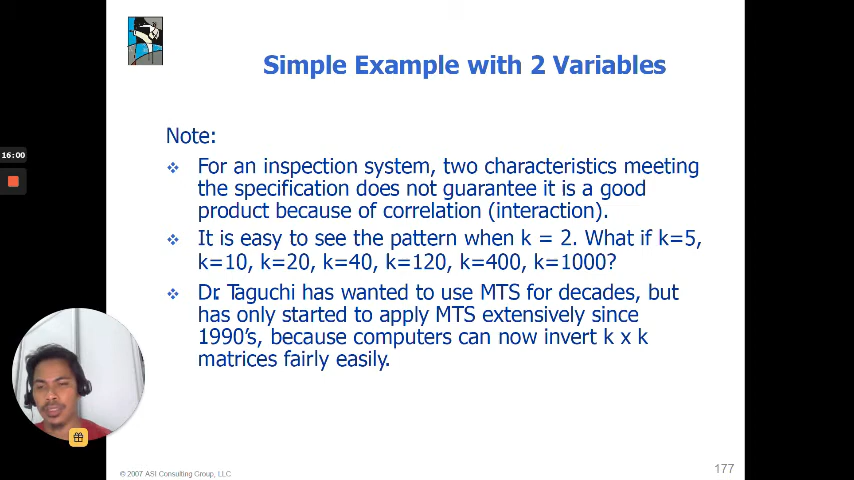 Simple Example with 2 Variables
16:00
Note:
❖ For an inspection system, two characteristics meeting
the specification does not guarantee it is a good
product because of correlation (interaction).
❖ It is easy to see the pattern when k = 2. What if k=5,
k=10, k=20, k=40, k=120, k=400, k=1000?
❖ Dr. Taguchi has wanted to use MTS for decades, but
has only started to apply MTS extensively since
1990's, because computers can now invert k x k
matrices fairly easily.
© 2007 ASI Consulting Group, LLC
177